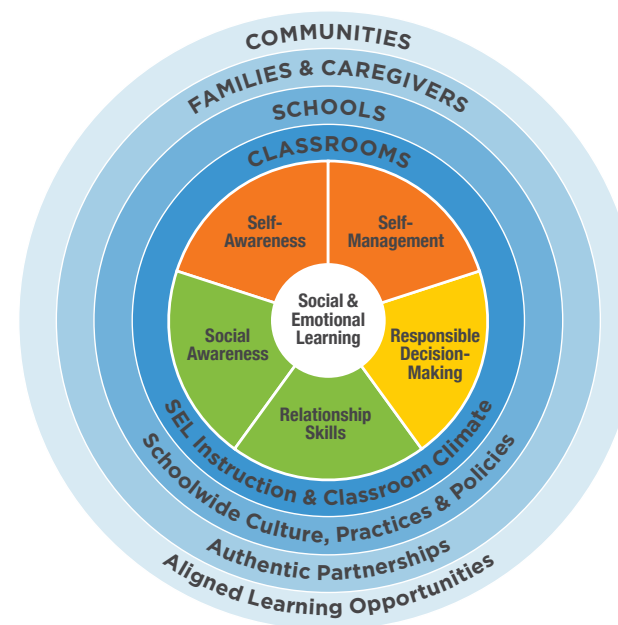 COMMUNITIES
FAMILIES & CAREGIVERS
SCHOOLS
CLASSROOMS
Self-
Awareness
Self-
Management
Social &
Emotional
Learning
Social
Awareness
Responsible
Decision-
Making
Relationship
Skills
SEL Instruction & Classroom Climate
Schoolwide Culture, Practices & Policies
Authentic Partnerships
Aligned Learning Opportunities